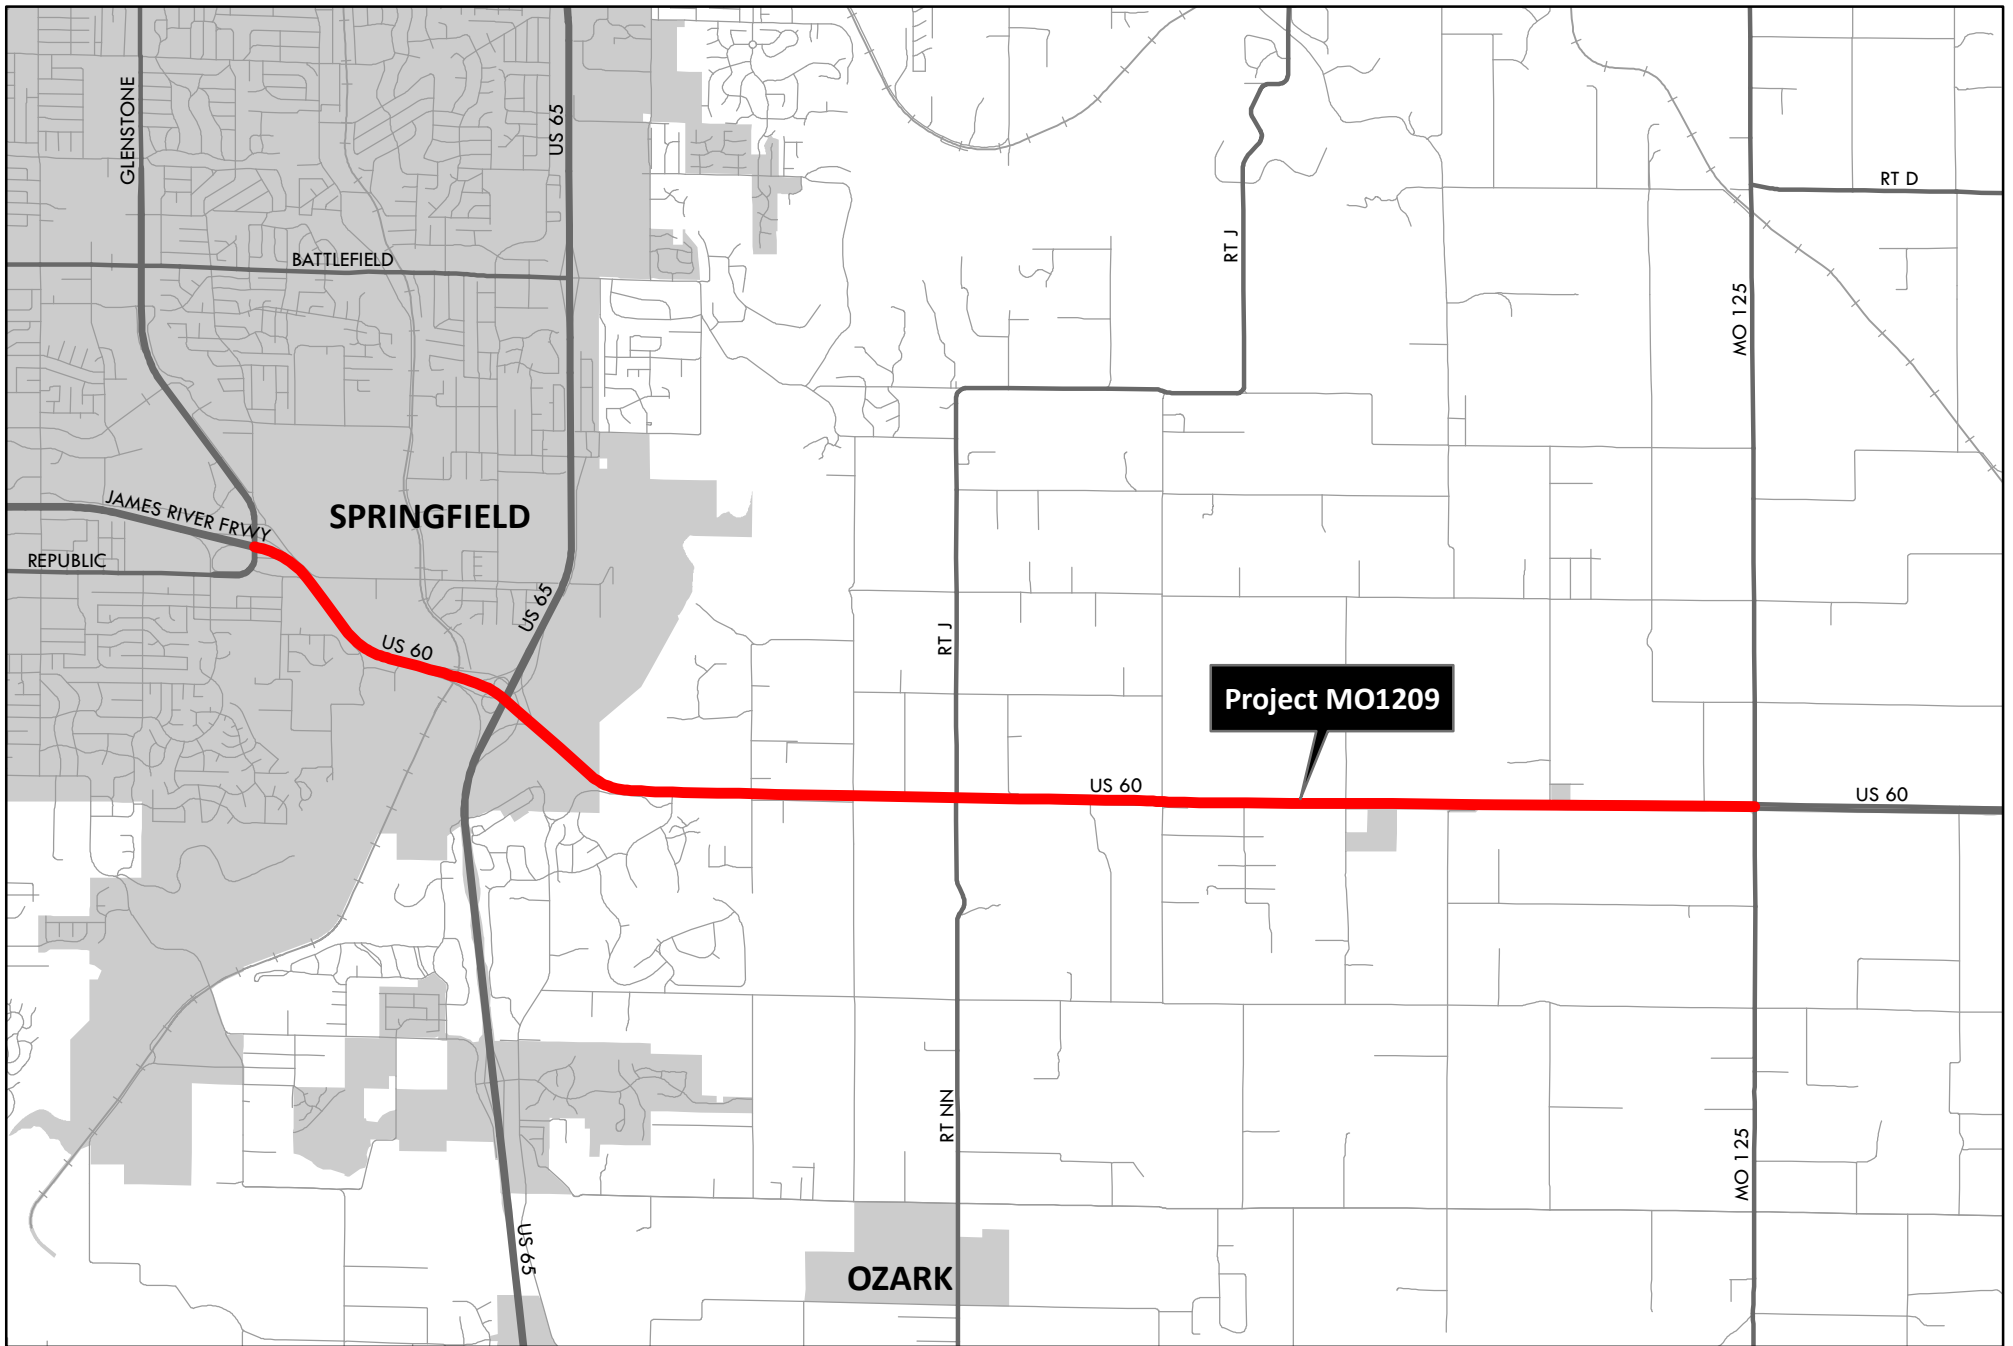 GLENSTONE
US 65
BATTLEFIELD
RT D
RT J
MO 125
JAMES RIVER FRWY
SPRINGFIELD
REPUBLIC
US 65
US 60
RT J
Project MO1209
US 60
US 60
RT NN
MO 125
US 65
OZARK